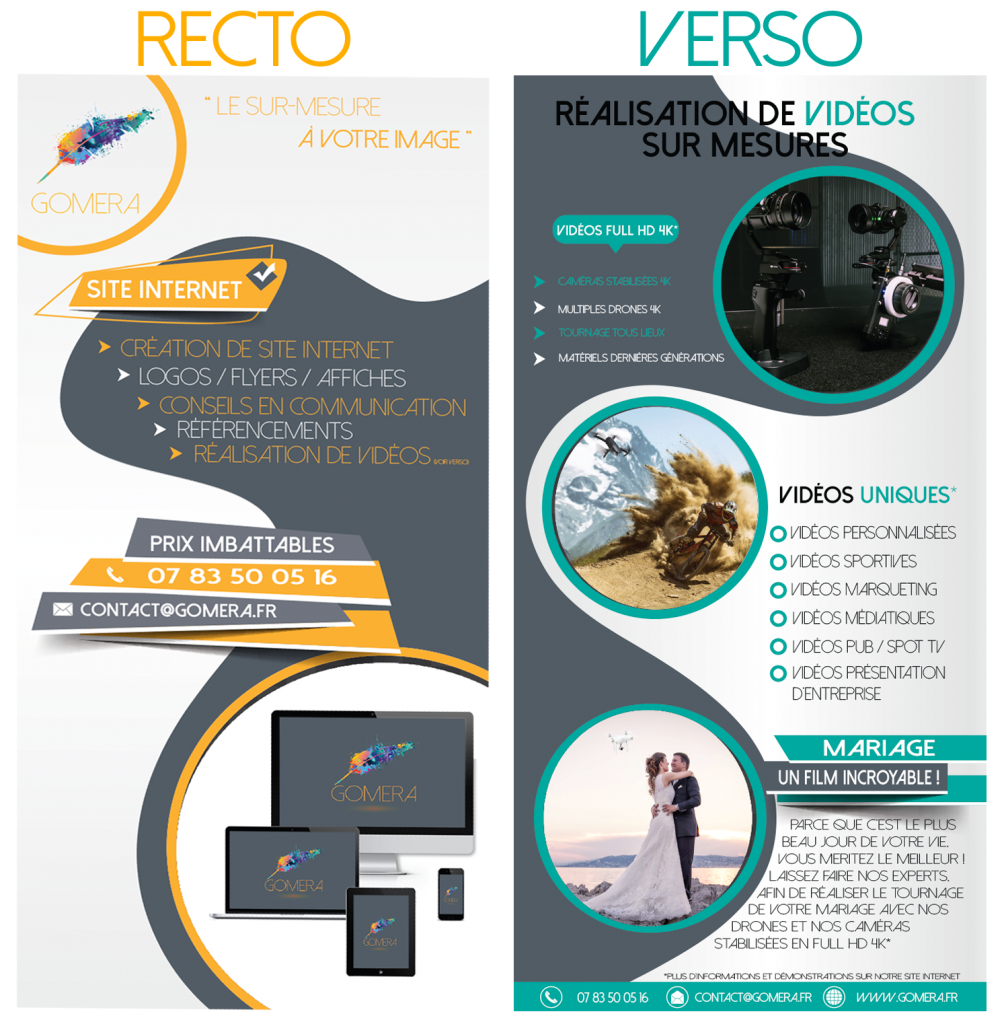 RECTO
VERSO
GOMERA
" LE SUR-MESURE
À VOTRE IMAGE "
SITE INTERNET
CRÉATION DE SITE INTERNET
LOGOS / FLYERS / AFFICHES
CONSEILS EN COMMUNICATION
RÉFÉRENCEMENTS
RÉALISATION DE VIDÉOS (VOIR VERSO)
PRIX IMBATTABLES
07 83 50 05 16
CONTACT@GOMERA.FR
GOMERA
GOMERA
GOMERA
GOMERA
RÉALISATION DE VIDÉOS
SUR MESURES
VIDÉOS FULL HD 4K*
CAMÉRAS STABILISÉES 4K
MULTIPLES DRONES 4K
TOURNAGE TOUS LIEUX
MATÉRIELS DERNIÈRES GÉNÉRATIONS
VIDÉOS UNIQUES*
VIDÉOS PERSONNALISÉES
VIDÉOS SPORTIVES
VIDÉOS MARQUETING
VIDÉOS MÉDIATIQUES
VIDÉOS PUB / SPOT TV
VIDÉOS PRÉSENTATION
D'ENTREPRISE
MARIAGE
UN FILM INCROYABLE !
PARCE QUE C'EST LE PLUS
BEAU JOUR DE VOTRE VIE,
VOUS MERITEZ LE MEILLEUR !
LAISSEZ FAIRE NOS EXPERTS,
AFIN DE RÉALISER LE TOURNAGE
DE VOTRE MARIAGE AVEC NOS
DRONES ET NOS CAMÉRAS
STABILISÉES EN FULL HD 4K*
*PLUS D'INFORMATIONS ET DÉMONSTRATIONS SUR NOTRE SITE INTERNET
07 83 50 05 16 CONTACT@GOMERA.FR WWW.GOMERA.FR